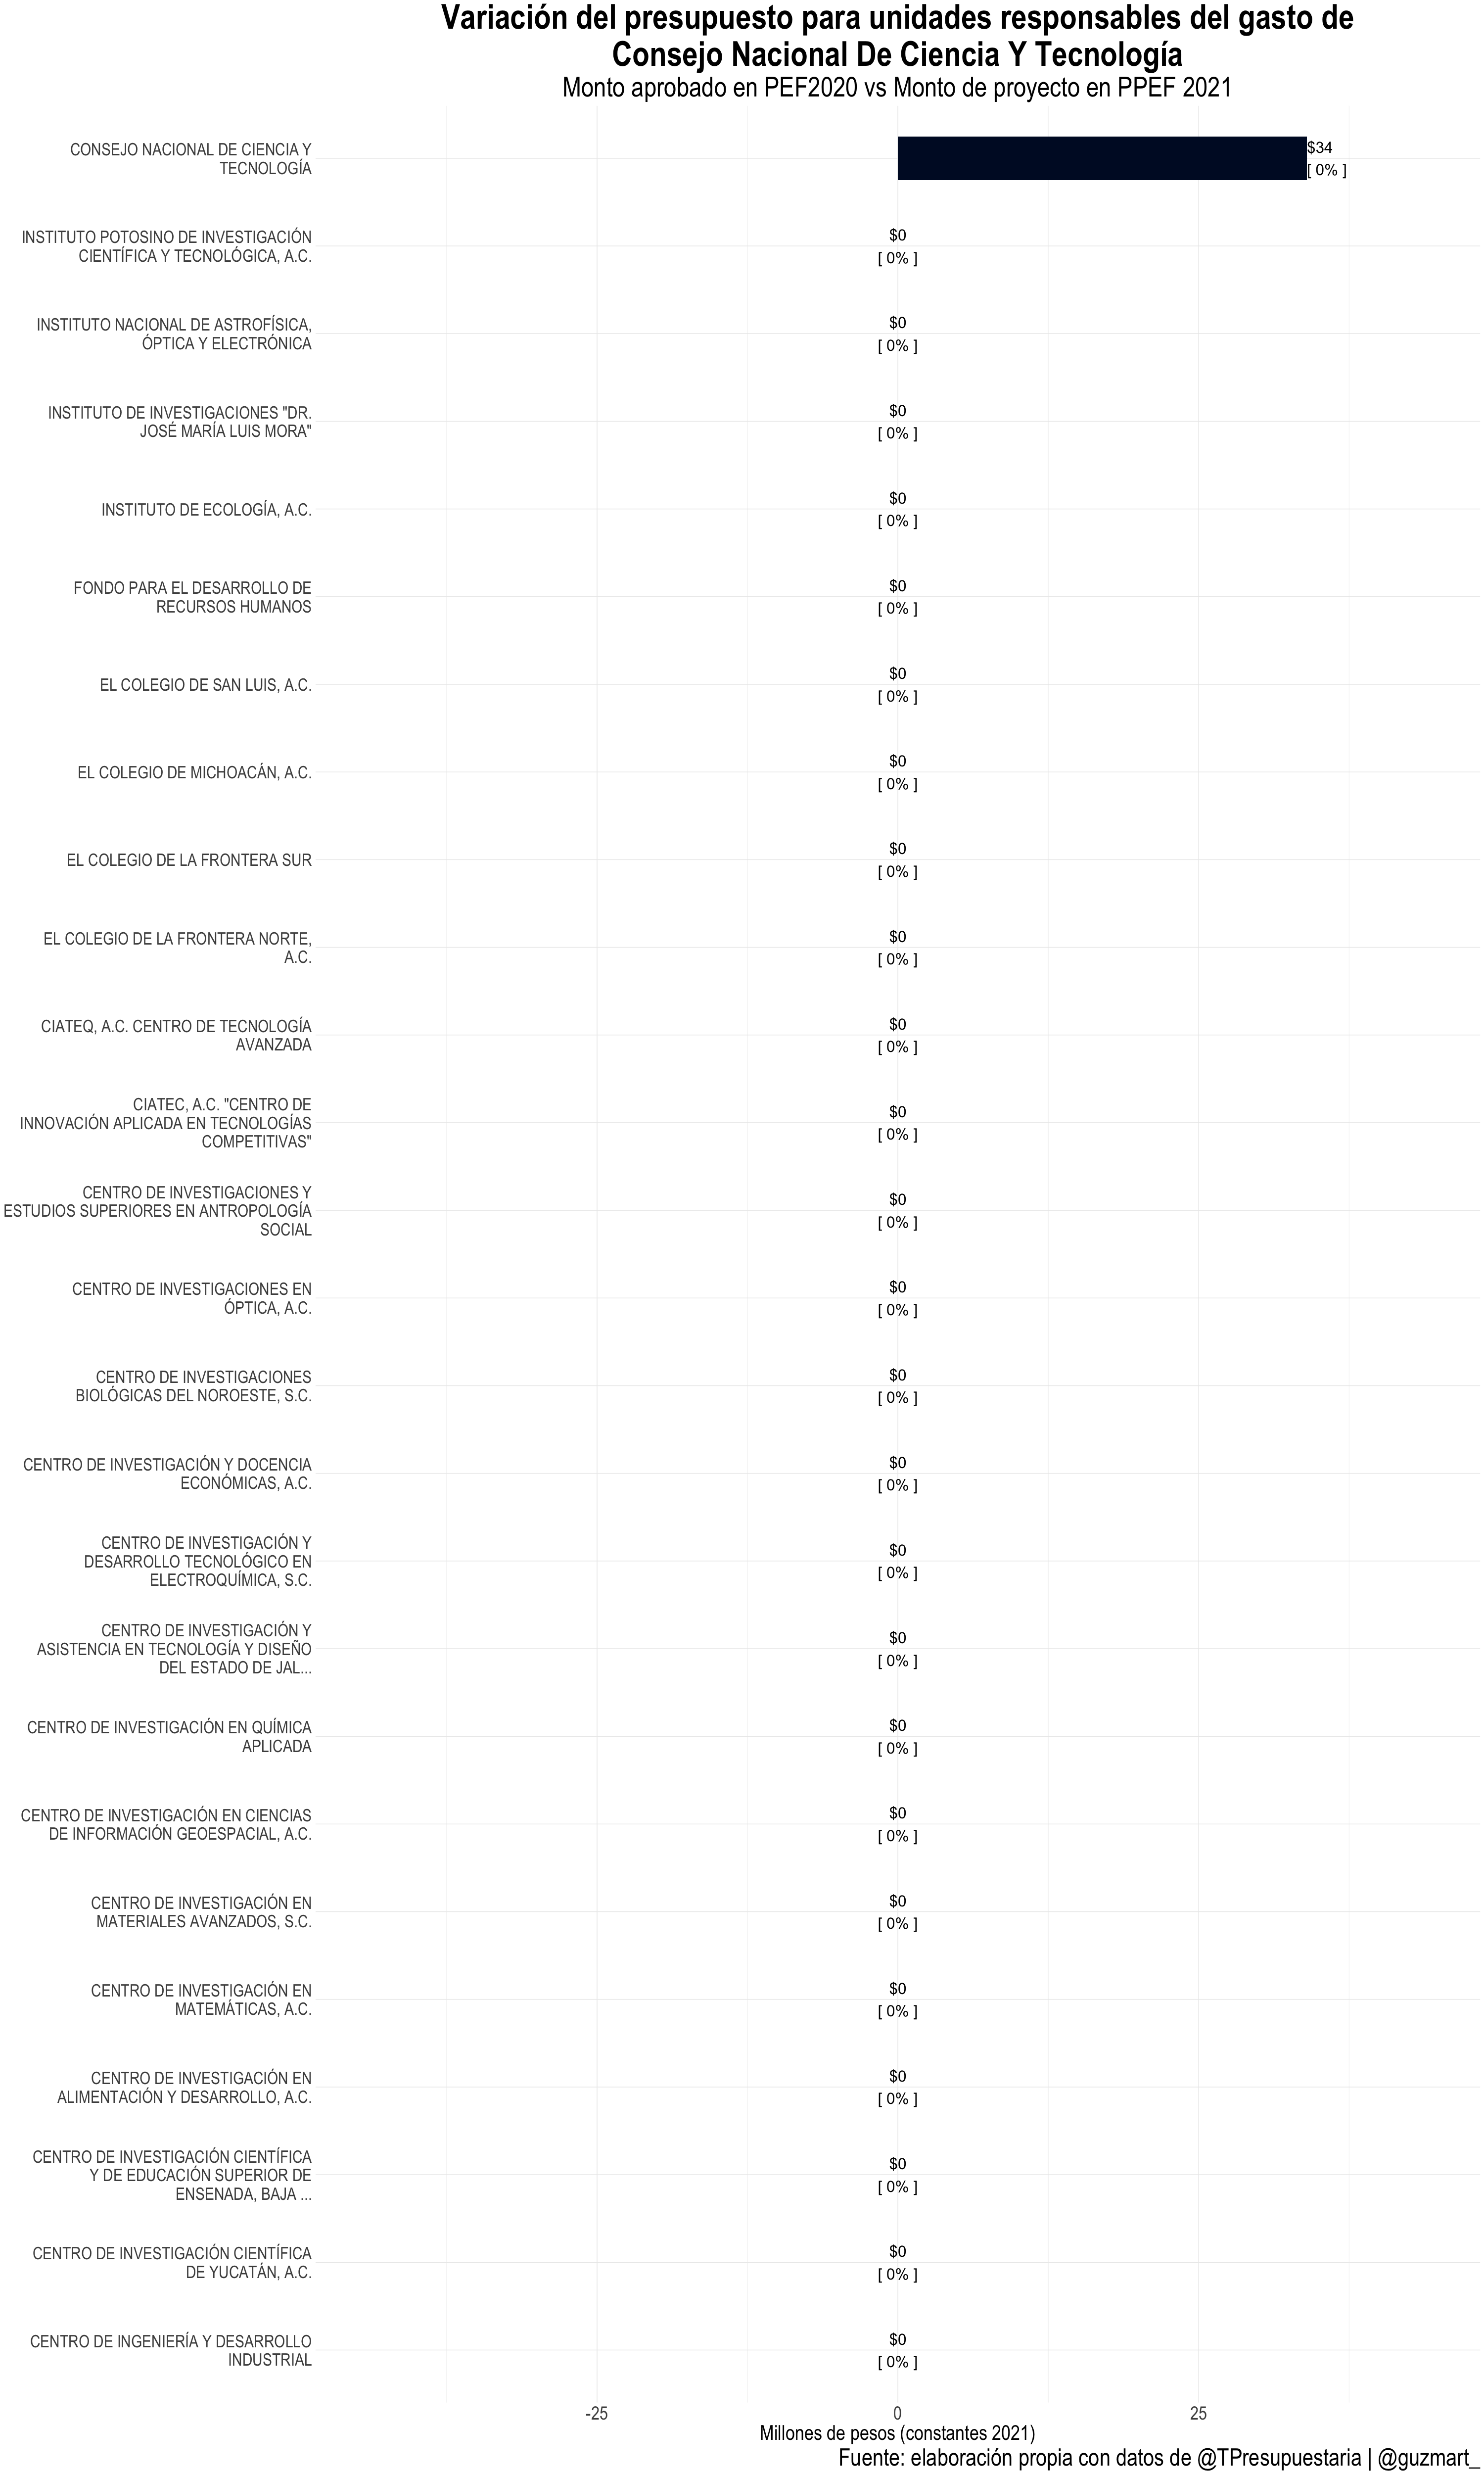 Variación del presupuesto para unidades responsables del gasto de
Consejo Nacional De Ciencia Y Tecnología
Monto aprobado en PEF2020 vs Monto de proyecto en PPEF 2021
CONSEJO NACIONAL DE CIENCIA Y
TECNOLOGÍA
$34
[ 0% ]
INSTITUTO POTOSINO DE INVESTIGACIÓN
CIENTÍFICA Y TECNOLÓGICA, A.C.
$0
[ 0% ]
INSTITUTO NACIONAL DE ASTROFÍSICA,
ÓPTICA Y ELECTRÓNICA
$0
[ 0% ]
INSTITUTO DE INVESTIGACIONES "DR.
JOSÉ MARÍA LUIS MORA"
$0
[ 0% ]
INSTITUTO DE ECOLOGÍA, A.C.
$0
[ 0% ]
FONDO PARA EL DESARROLLO DE
RECURSOS HUMANOS
$0
[ 0% ]
EL COLEGIO DE SAN LUIS, A.C.
$0
[ 0% ]
EL COLEGIO DE MICHOACÁN, A.C.
$0
[ 0% ]
EL COLEGIO DE LA FRONTERA SUR
$0
[ 0% ]
EL COLEGIO DE LA FRONTERA NORTE,
A.C.
$0
[ 0% ]
CIATEQ, A.C. CENTRO DE TECNOLOGÍA
AVANZADA
$0
[ 0% ]
CIATEC, A.C. "CENTRO DE
INNOVACIÓN APLICADA EN TECNOLOGÍAS
COMPETITIVAS"
$0
[ 0% ]
CENTRO DE INVESTIGACIONES Y
ESTUDIOS SUPERIORES EN ANTROPOLOGÍA
SOCIAL
$0
[ 0% ]
CENTRO DE INVESTIGACIONES EN
ÓPTICA, A.C.
$0
[ 0% ]
CENTRO DE INVESTIGACIONES
BIOLÓGICAS DEL NOROESTE, S.C.
$0
[ 0% ]
CENTRO DE INVESTIGACIÓN Y DOCENCIA
ECONÓMICAS, A.C.
$0
[ 0% ]
CENTRO DE INVESTIGACIÓN Y
DESARROLLO TECNOLÓGICO EN
ELECTROQUÍMICA, S.C.
$0
[ 0% ]
CENTRO DE INVESTIGACIÓN Y
ASISTENCIA EN TECNOLOGÍA Y DISEÑO
DEL ESTADO DE JAL...
$0
[ 0% ]
CENTRO DE INVESTIGACIÓN EN QUÍMICA
APLICADA
$0
[ 0% ]
CENTRO DE INVESTIGACIÓN EN CIENCIAS
DE INFORMACIÓN GEOESPACIAL, A.C.
$0
[ 0% ]
CENTRO DE INVESTIGACIÓN EN
MATERIALES AVANZADOS, S.C.
$0
[ 0% ]
CENTRO DE INVESTIGACIÓN EN
MATEMÁTICAS, A.C.
$0
[ 0% ]
CENTRO DE INVESTIGACIÓN EN
ALIMENTACIÓN Y DESARROLLO, A.C.
$0
[ 0% ]
CENTRO DE INVESTIGACIÓN CIENTÍFICA
Y DE EDUCACIÓN SUPERIOR DE
ENSENADA, BAJA ...
$0
[ 0% ]
CENTRO DE INVESTIGACIÓN CIENTÍFICA
DE YUCATÁN, A.C.
$0
[ 0% ]
CENTRO DE INGENIERÍA Y DESARROLLO
INDUSTRIAL
$0
[ 0% ]
-25 0 25
Millones de pesos (constantes 2021)
Fuente: elaboración propia con datos de @TPresupuestaria | @guzmart_